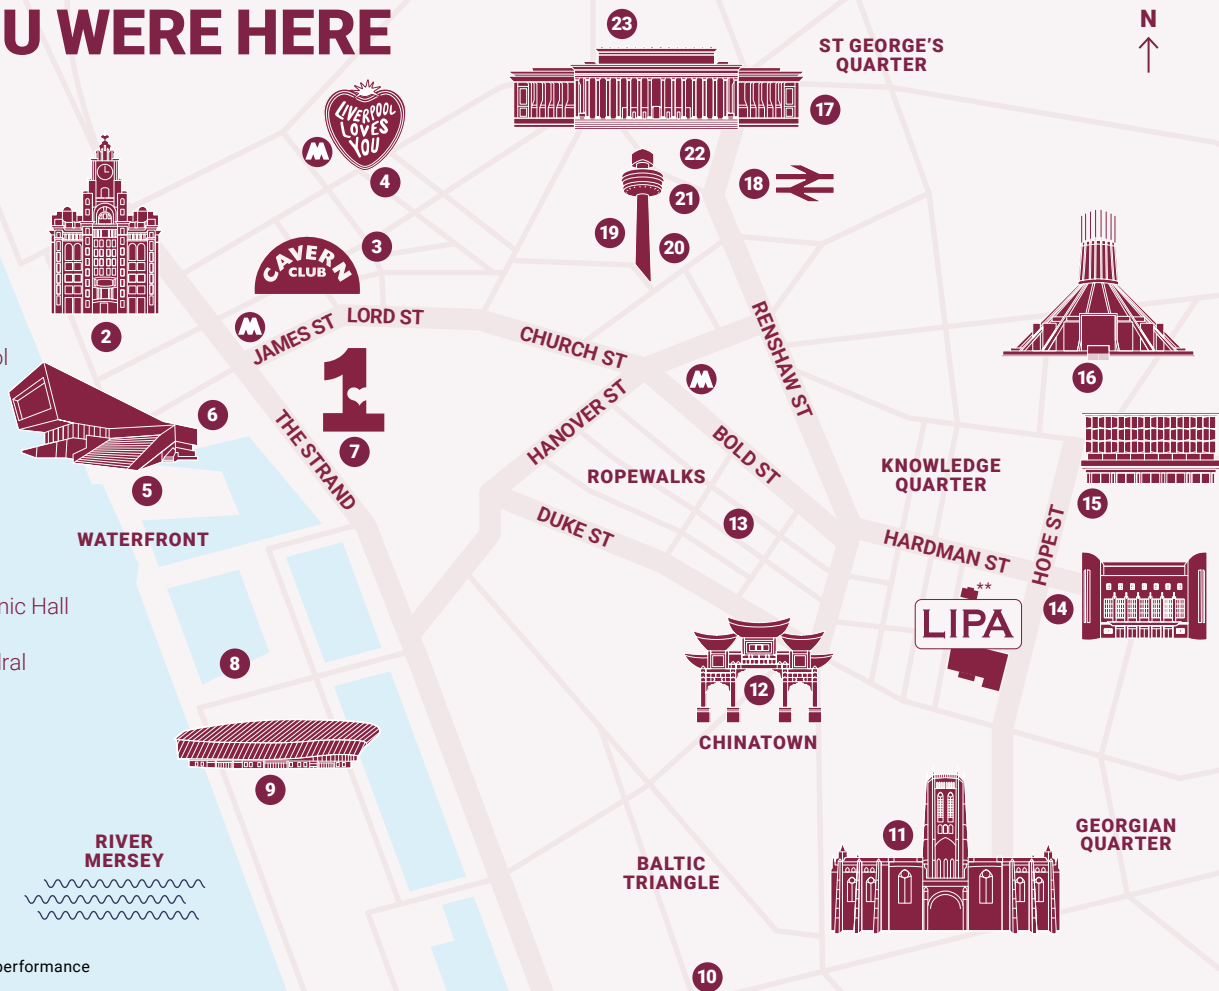 U WERE HERE
N
23
ST GEORGE'S
QUARTER
17
LIVERPOOL
LOVES
YOU
M
4
22
18
21
19
20
3
CAVERN
CLUB
2
M
JAMES ST
LORD ST
CHURCH ST
RENSHAW ST
16
ol
1
M
6
7
HANOVER ST
BOLD ST
THE STRAND
ROPEWALKS
KNOWLEDGE
QUARTER
5
15
WATERFRONT
13
DUKE ST
HARDMAN ST
HOPE ST
**
nic Hall
LIPA
14
dral
8
12
CHINATOWN
9
11
GEORGIAN
QUARTER
RIVER
MERSEY
BALTIC
TRIANGLE
performance
10